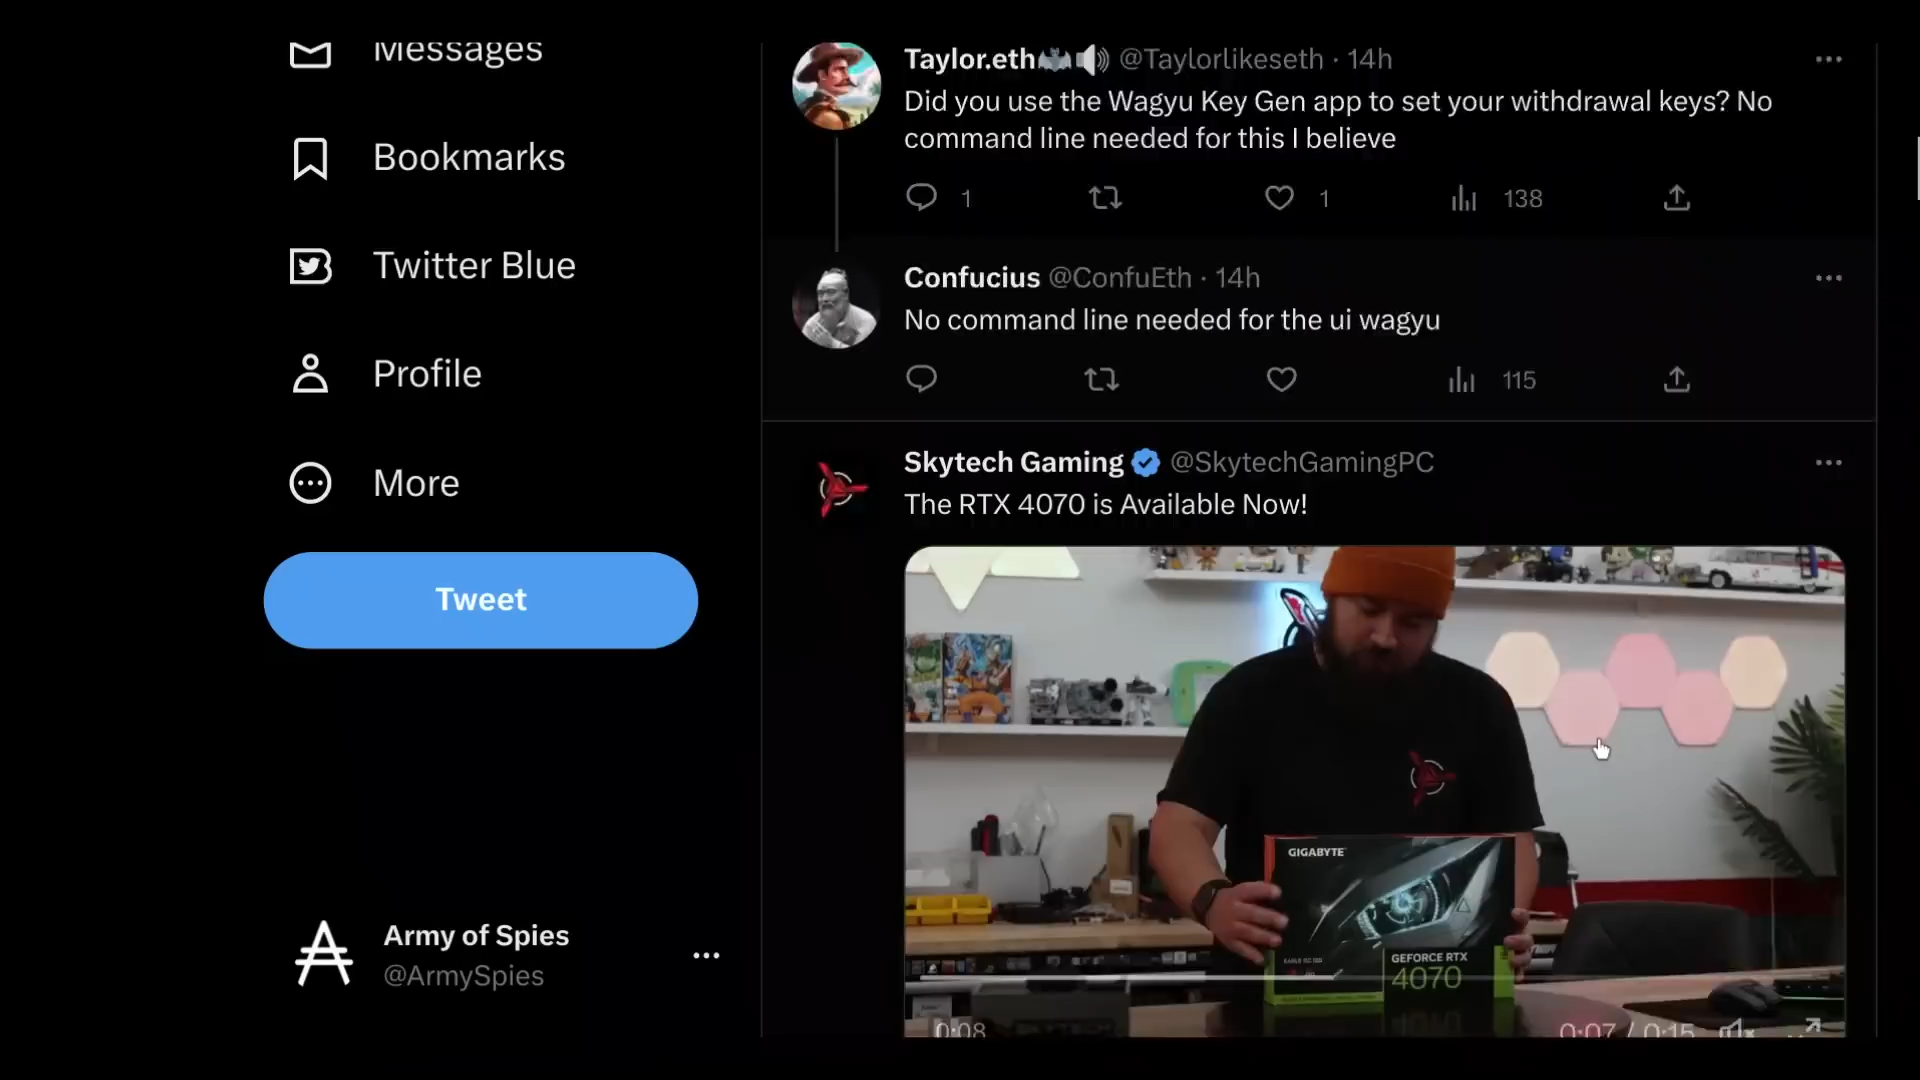 Messages
Bookmarks
Twitter Blue
Profile
More
Tweet
Army of Spies
@ArmySpies
Taylor.eth🦇🔊 @Taylorlikeseth · 14h
Did you use the Wagyu Key Gen app to set your withdrawal keys? No
command line needed for this I believe
1 1 138
Confucius @ConfuEth · 14h
No command line needed for the ui wagyu
115
Skytech Gaming @SkytechGamingPC
The RTX 4070 is Available Now!
GIGABYTE
GEFORCE RTX
4070
0:08
0:07 / 0:15